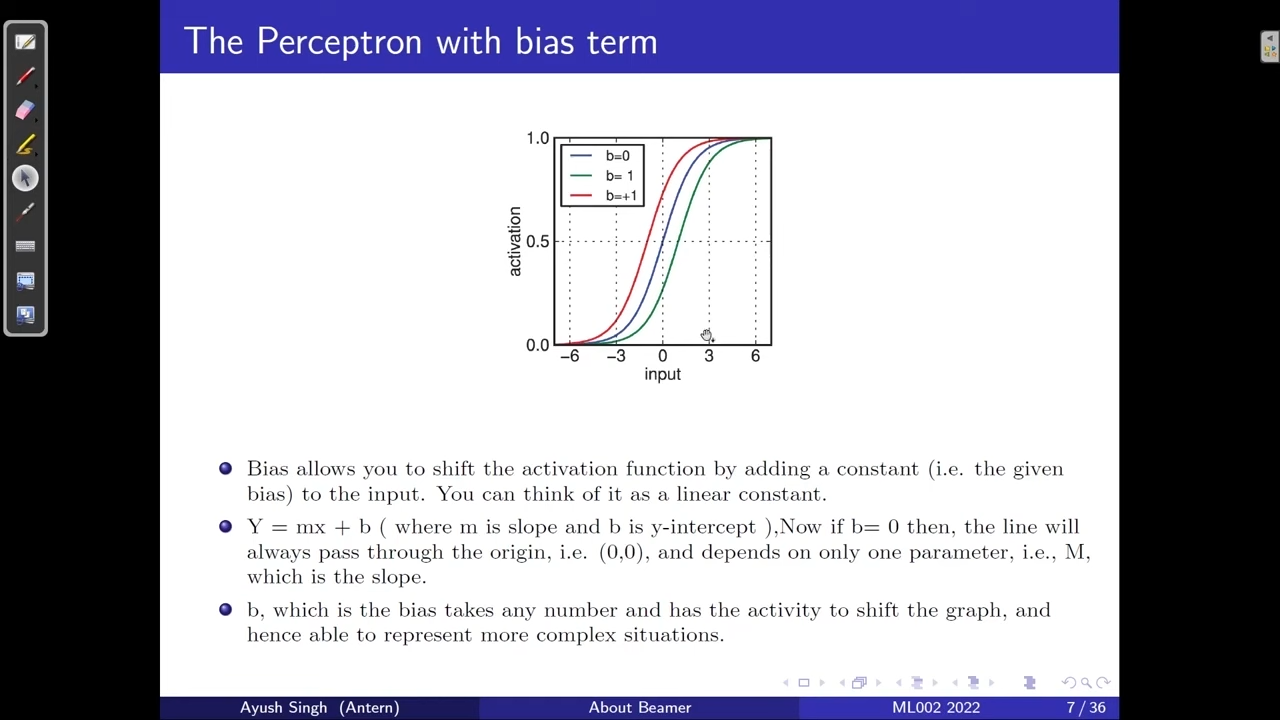 The Perceptron with bias term
1.0
b=0
b= 1
b=+1
activation
0.5
0.0
−6 −3 0 3 6
input
Bias allows you to shift the activation function by adding a constant (i.e. the given
bias) to the input. You can think of it as a linear constant.
Y = mx + b ( where m is slope and b is y-intercept ),Now if b= 0 then, the line will
always pass through the origin, i.e. (0,0), and depends on only one parameter, i.e., M,
which is the slope.
b, which is the bias takes any number and has the activity to shift the graph, and
hence able to represent more complex situations.
Ayush Singh (Antern) About Beamer ML002 2022 7 / 36